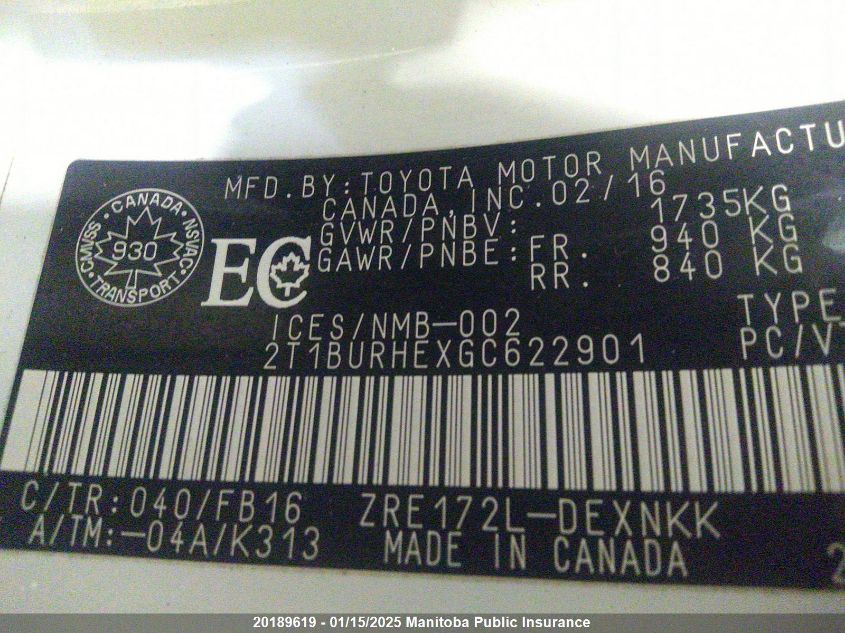 MFD.BY:TOYOTA MOTOR MANUFACTU
CANADA,INC.02/16
GVWR/PNBV: 1735KG
GAWR/PNBE:FR. 940 KG
RR. 840 KG
CANADA
CMVSS 930 NSVAC
TRANSPORT
EC
ICES/NMB-002
TYPE
2T1BURHEXGC622901
PC/V
C/TR:040/FB16 ZRE172L-DEXNKK
A/TM:-04A/K313 MADE IN CANADA
20189619 - 01/15/2025 Manitoba Public Insurance